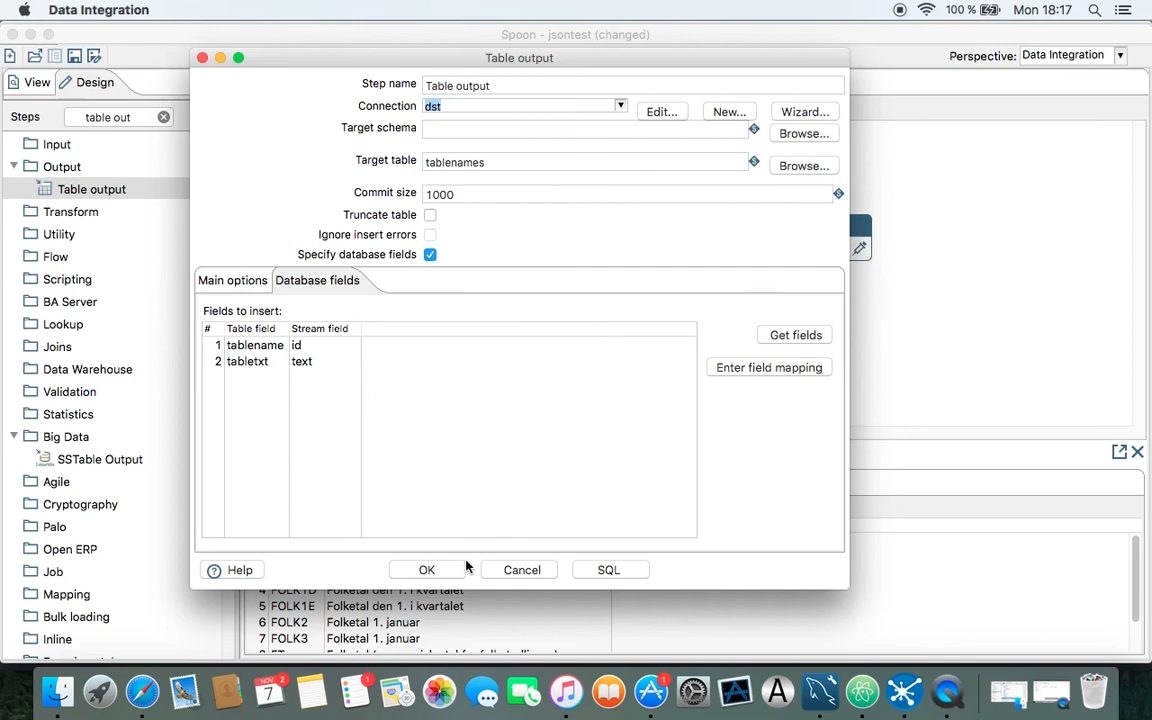 Data Integration
100 %
Mon 18:17
Spoon - jsontest (changed)
Perspective:
Data Integration
View
Design
Steps
table out
Input
Output
Table output
Transform
Utility
Flow
Scripting
BA Server
Lookup
Joins
Data Warehouse
Validation
Statistics
Big Data
SSTable Output
Agile
Cryptography
Palo
Open ERP
Job
Mapping
Bulk loading
Inline
Table output
Step name
Table output
Connection
dst
Edit...
New...
Wizard...
Target schema
Browse...
Target table
tablenames
Browse...
Commit size
1000
Truncate table
Ignore insert errors
Specify database fields
Main options
Database fields
Fields to insert:
# Table field Stream field
1 tablename id
2 tabletxt text
Get fields
Enter field mapping
Help
OK
Cancel
SQL
5 FOLK1E Folketal den 1. i kvartalet
6 FOLK2 Folketal 1. januar
7 FOLK3 Folketal 1. januar